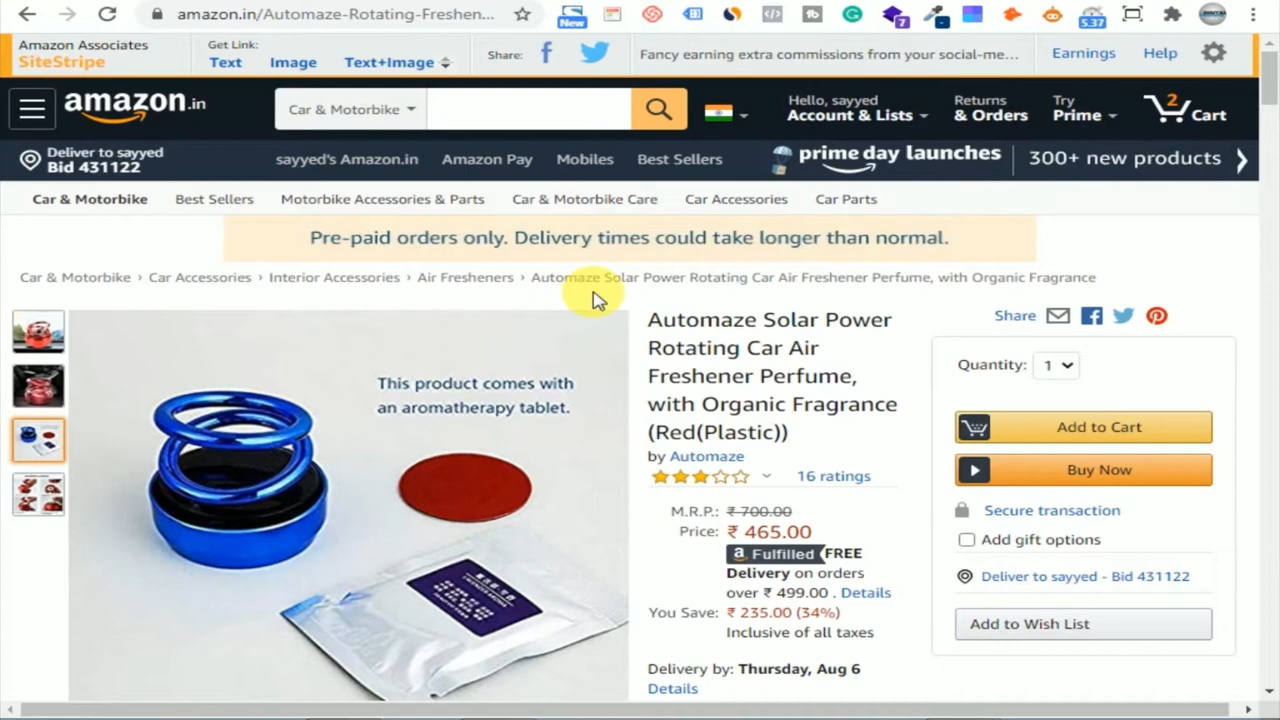 amazon.in/Automaze-Rotating-Freshen...
New
7
5.37
Amazon Associates
SiteStripe
Get Link:
Text Image Text+Image
Share:
Fancy earning extra commissions from your social-me...
Earnings Help
amazon.in
Car & Motorbike
Hello, sayyed
Account & Lists
Returns
& Orders
Try
Prime
2
Cart
Deliver to sayyed
Bid 431122
sayyed's Amazon.in Amazon Pay Mobiles Best Sellers
prime day launches
300+ new products
Car & Motorbike Best Sellers Motorbike Accessories & Parts Car & Motorbike Care Car Accessories Car Parts
Pre-paid orders only. Delivery times could take longer than normal.
Car & Motorbike › Car Accessories › Interior Accessories › Air Fresheners › Automaze Solar Power Rotating Car Air Freshener Perfume, with Organic Fragrance
This product comes with
an aromatherapy tablet.
Automaze Solar Power
Rotating Car Air
Freshener Perfume,
with Organic Fragrance
(Red(Plastic))
by Automaze
16 ratings
M.R.P.: ₹ 700.00
Price: ₹ 465.00
a Fulfilled FREE
Delivery on orders
over ₹ 499.00 . Details
You Save: ₹ 235.00 (34%)
Inclusive of all taxes
Delivery by: Thursday, Aug 6
Details
Share
Quantity: 1
Add to Cart
Buy Now
Secure transaction
Add gift options
Deliver to sayyed - Bid 431122
Add to Wish List